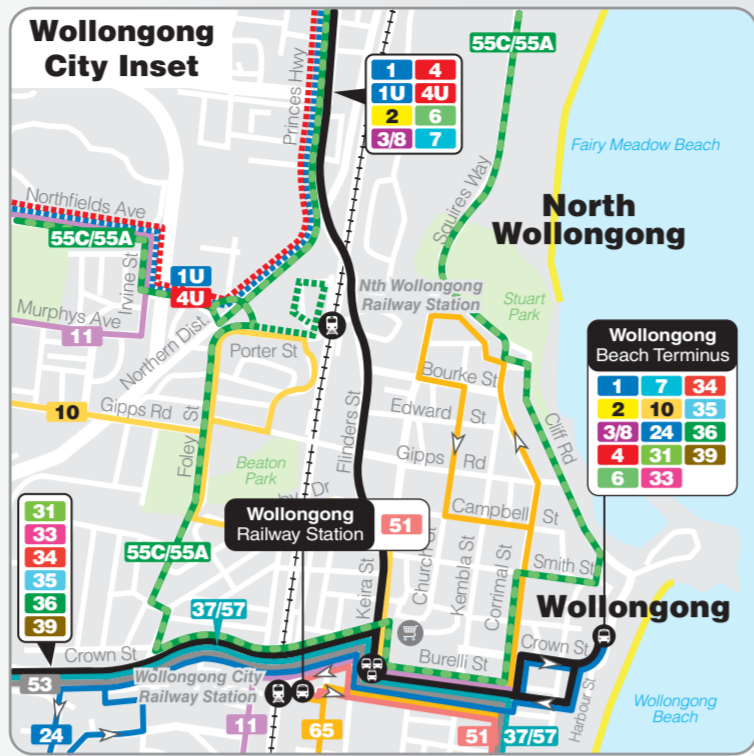 Wollongong
City Inset
55C/55A
Princes Hwy
1 4
1U 4U
2 6
3/8 7
Fairy Meadow Beach
Squires Way
North
Wollongong
Northfields Ave
55C/55A
Irvine St
1U
4U
Murphys Ave
11
Northern Dist.
Nth Wollongong
Railway Station
Stuart
Park
Porter St
Bourke St
10
Gipps Rd
Foley St
Flinders St
Edward St
Gipps Rd
Cliff Rd
Beaton
Park
Dr
Campbell St
Wollongong
Beach Terminus
1 7 34
2 10 35
3/8 24 36
4 31 39
6 33
Wollongong
Railway Station
51
31
33
34
35
36
39
55C/55A
Keira St
Church St
Kembla St
Corrimal St
Smith St
37/57
Wollongong
Crown St
Crown St
Burelli St
53
Wollongong City
Railway Station
Harbour St
Wollongong
Beach
24
11
65
51
37/57